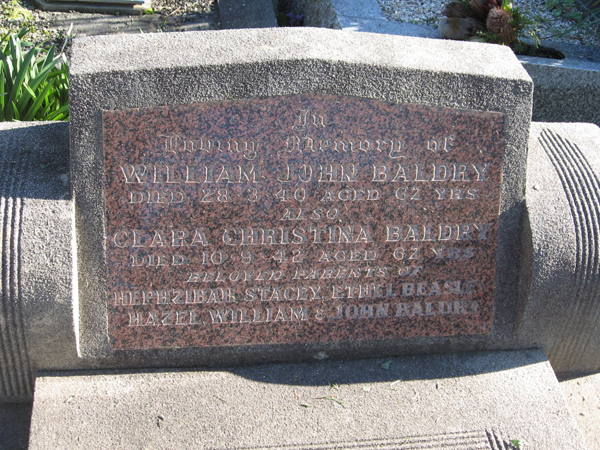 In
Loving Memory of
WILLIAM JOHN BALDRY
DIED 28 · 3 · 40 AGED 62 YRS
ALSO
CLARA CHRISTINA BALDRY
DIED 10 · 9 · 42 AGED 62 YRS
BELOVED PARENTS OF
HEPHZIBAH STACEY, ETHEL BEASLE
HAZEL, WILLIAM & JOHN BALDRY